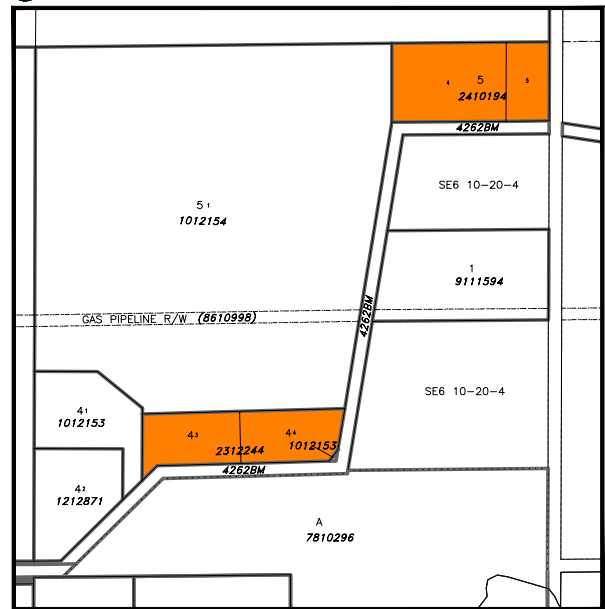 4 5 5
2410194
4262BM
SE6 10-20-4
5 1
1012154
1
9111594
4262BM
GAS PIPELINE R/W (8610998)
SE6 10-20-4
4 1
1012153
4 3
4 4
2312244
1012153
4262BM
4 2
1212871
A
7810296